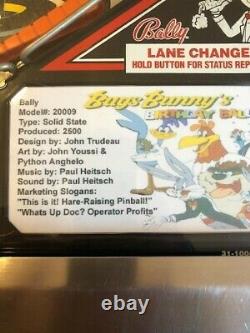 Bally
LANE CHANGE
HOLD BUTTON FOR STATUS REP
Bally
Model#: 20009
Type: Solid State
Produced: 2500
Design by: John Trudeau
Art by: John Youssi &
Python Anghelo
Music by: Paul Heitsch
Sound by: Paul Heitsch
Marketing Slogans:
"This is it! Hare-Raising Pinball!"
"Whats Up Doc? Operator Profits"
Bugs Bunny's
BIRTHDAY BALL
31-100